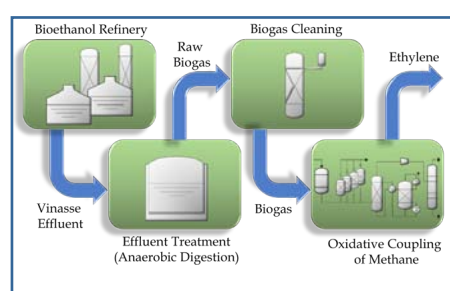 Bioethanol Refinery
Raw
Biogas
Biogas Cleaning
Ethylene
Vinasse
Effluent
Effluent Treatment
(Anaerobic Digestion)
Biogas
Oxidative Coupling
of Methane